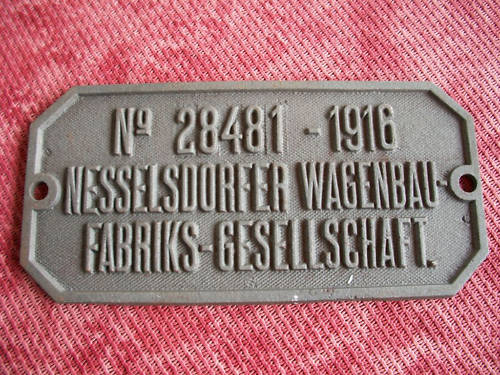 Nº 28481 - 1916
NESSELSDORFER WAGENBAU-
FABRIKS-GESELLSCHAFT.